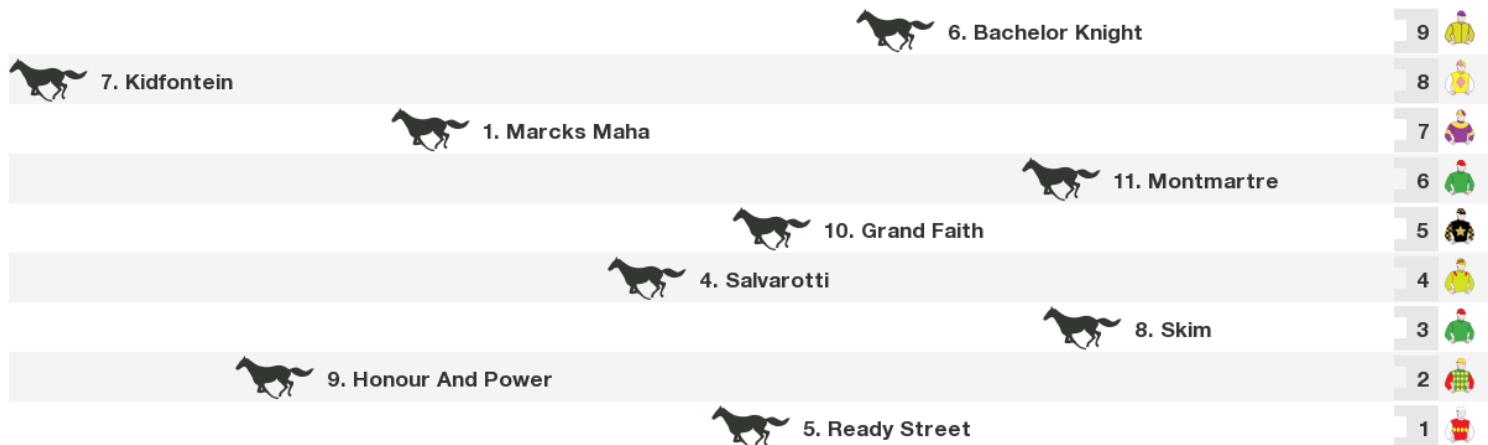 6. Bachelor Knight 9
7. Kidfontein 8
1. Marcks Maha 7
11. Montmartre 6
10. Grand Faith 5
4. Salvarotti 4
8. Skim 3
9. Honour And Power 2
5. Ready Street 1